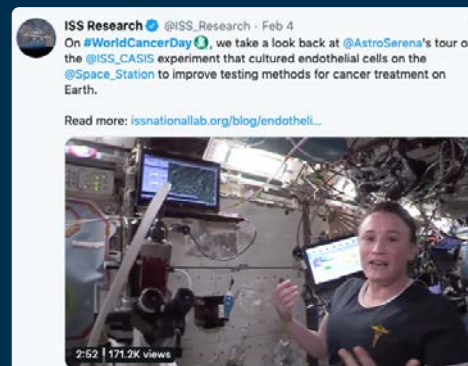 ISS Research @ISS_Research · Feb 4
On #WorldCancerDay, we take a look back at @AstroSerena's tour o
the @ISS_CASIS experiment that cultured endothelial cells on the
@Space_Station to improve testing methods for cancer treatment on
Earth.
Read more: issnationallab.org/blog/endotheli...
2:52 171.2K views